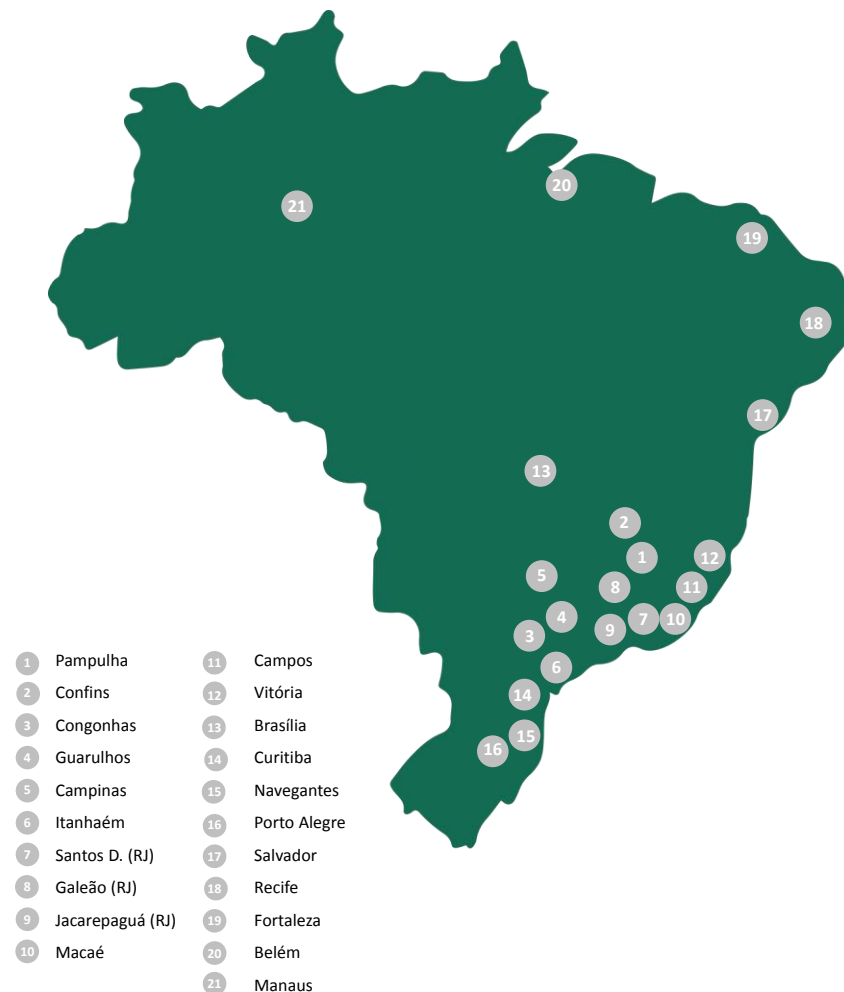 21
20
19
18
17
13
2
1
12
5
8
11
4
7
10
9
3
6
14
15
16
1 Pampulha
2 Confins
3 Congonhas
4 Guarulhos
5 Campinas
6 Itanhaém
7 Santos D. (RJ)
8 Galeão (RJ)
9 Jacarepaguá (RJ)
10 Macaé
11 Campos
12 Vitória
13 Brasília
14 Curitiba
15 Navegantes
16 Porto Alegre
17 Salvador
18 Recife
19 Fortaleza
20 Belém
21 Manaus